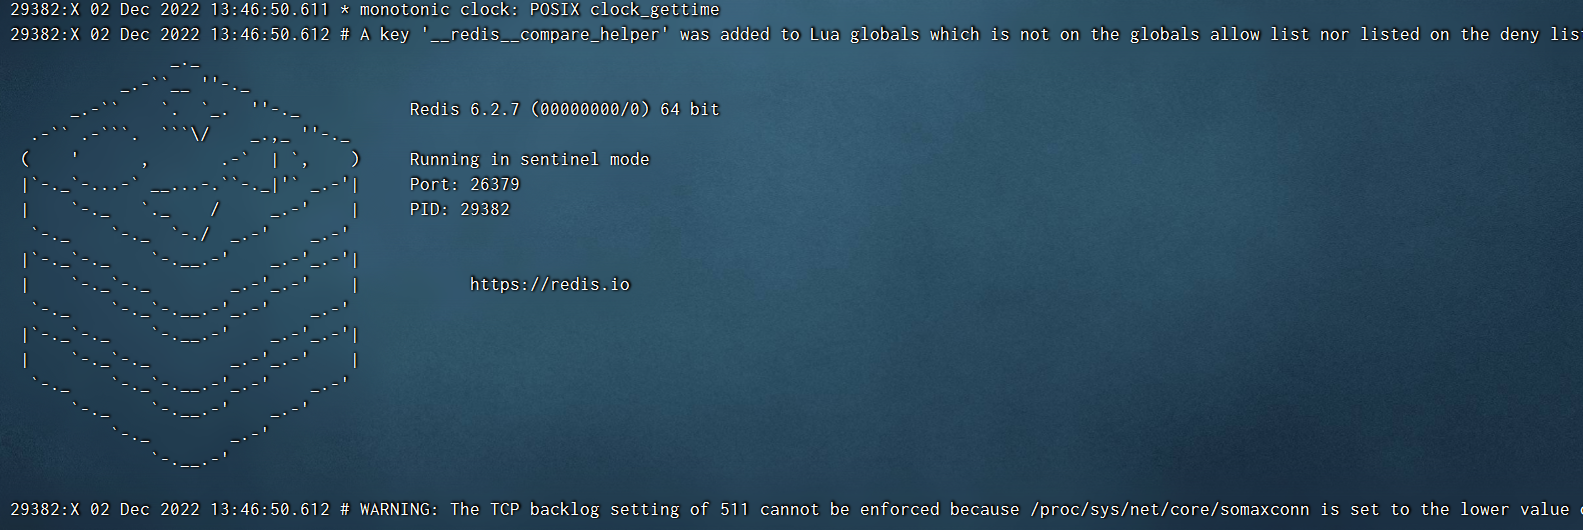 29382:X 02 Dec 2022 13:46:50.611 * monotonic clock: POSIX clock_gettime
29382:X 02 Dec 2022 13:46:50.612 # A key '__redis__compare_helper' was added to Lua globals which is not on the globals allow list nor listed on the deny
Redis 6.2.7 (00000000/0) 64 bit
Running in sentinel mode
Port: 26379
PID: 29382
https://redis.io
29382:X 02 Dec 2022 13:46:50.612 # WARNING: The TCP backlog setting of 511 cannot be enforced because /proc/sys/net/core/somaxconn is set to the lower value